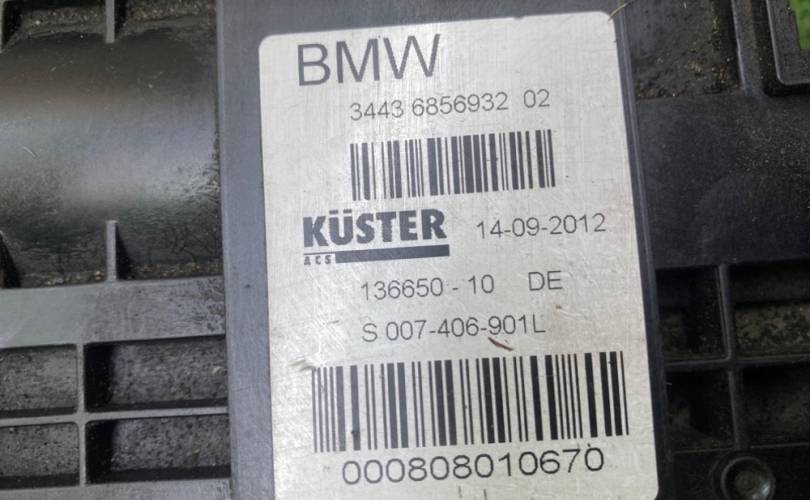 BMW
3443 6856932 02
KÜSTER 14-09-2012
ACS
136650 - 10 DE
S 007-406-901L
000808010670